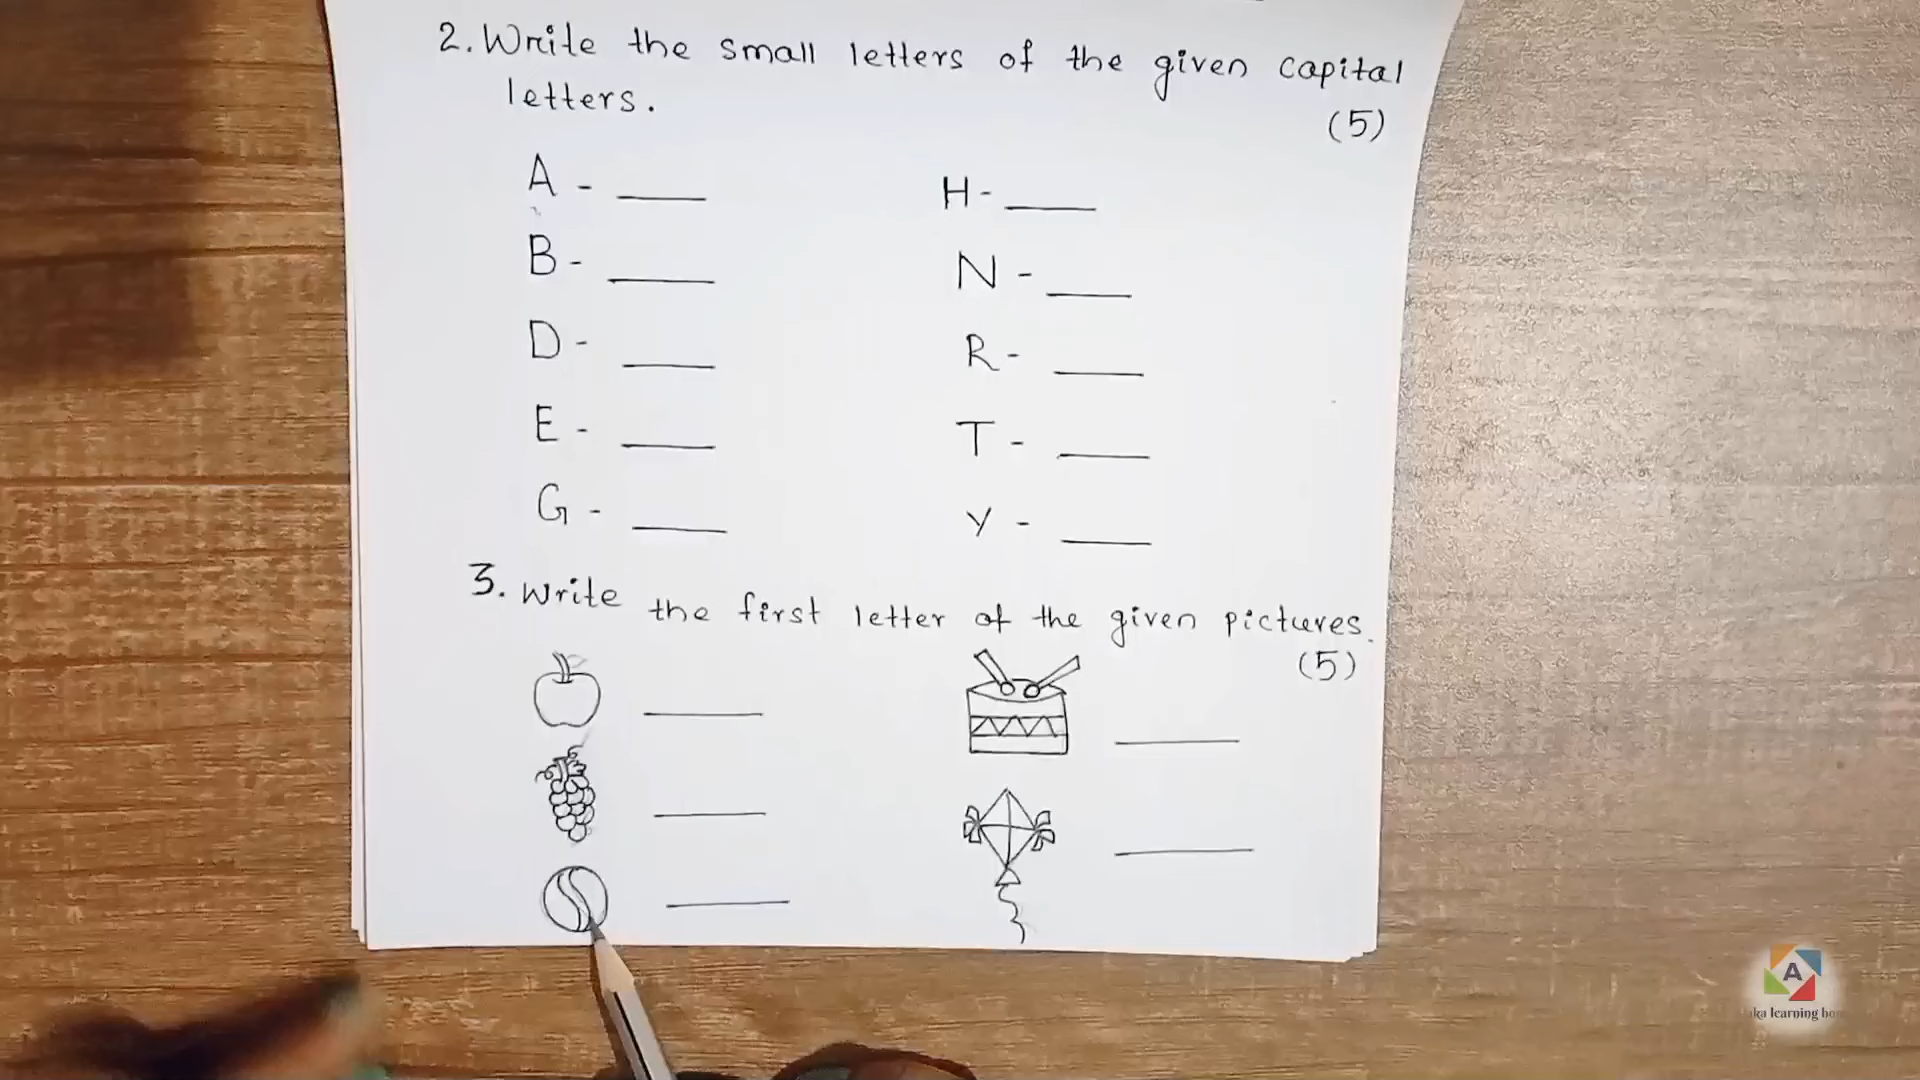 2. Write the small letters of the given capital
letters.
(5)
A - ____ H - ____
B - ____ N - ____
D - ____ R - ____
E - ____ T - ____
G - ____ Y - ____
3. Write the first letter of the given pictures.
(5)
A
learning